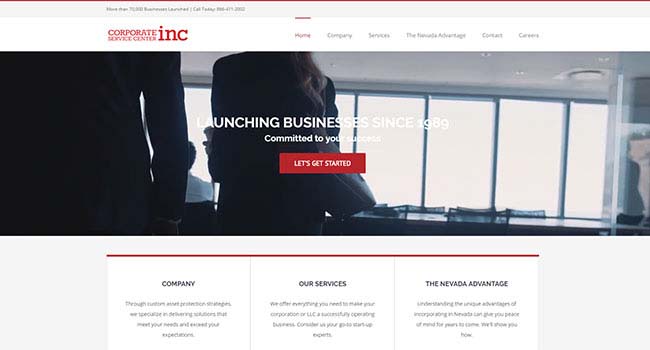 More than 70,000 Businesses Launched | Call Today: 866-411-2002
CORPORATE inc
SERVICE CENTER
Home Company Services The Nevada Advantage Contact Careers
LAUNCHING BUSINESSES SINCE 1989
Committed to your success
LET'S GET STARTED
COMPANY
Through custom asset protection strategies,
we specialize in delivering solutions that
meet your needs and exceed your
expectations.
OUR SERVICES
We offer everything you need to make your
corporation or LLC a successfully operating
business. Consider us your go-to start-up
experts.
THE NEVADA ADVANTAGE
Understanding the unique advantages of
incorporating in Nevada can give you peace
of mind for years to come. We'll show you
how.